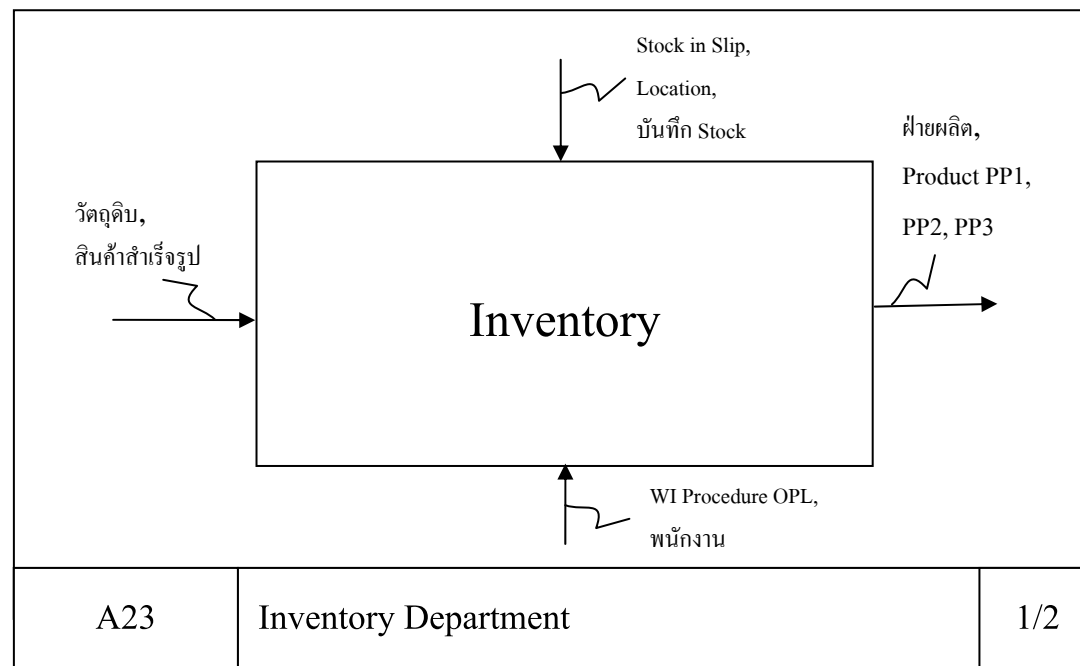 Stock in Slip,
Location,
บันทึก Stock
ฝ่ายผลิต,
Product PP1,
PP2, PP3
วัตถุดิบ,
สินค้าสำเร็จรูป
Inventory
WI Procedure OPL,
พนักงาน
A23
Inventory Department
1/2